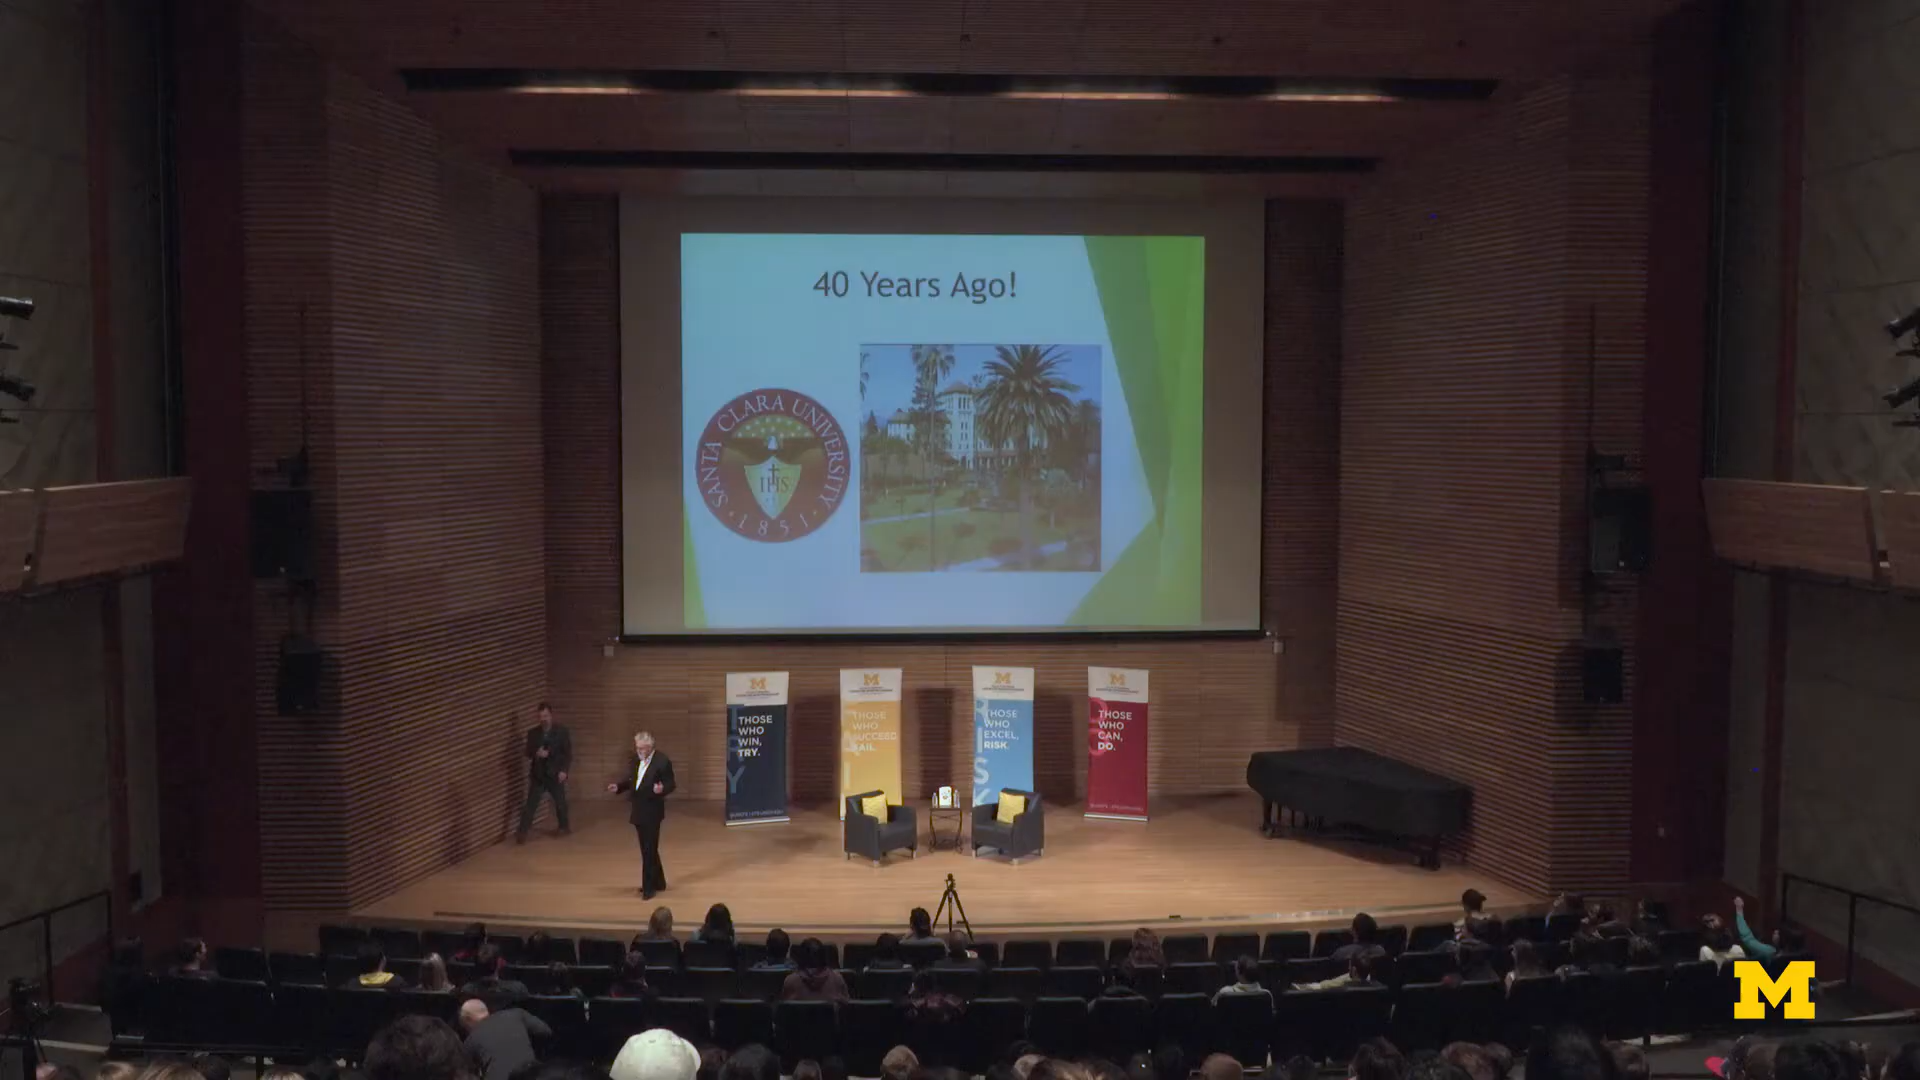 40 Years Ago!
SANTA CLARA UNIVERSITY
IHS
· 1851 ·
M
THOSE
WHO
WIN,
TRY.
M
THOSE
WHO
SUCCEED
FAIL
M
THOSE
WHO
EXCEL,
RISK.
RISK
M
THOSE
WHO
CAN,
DO.
M